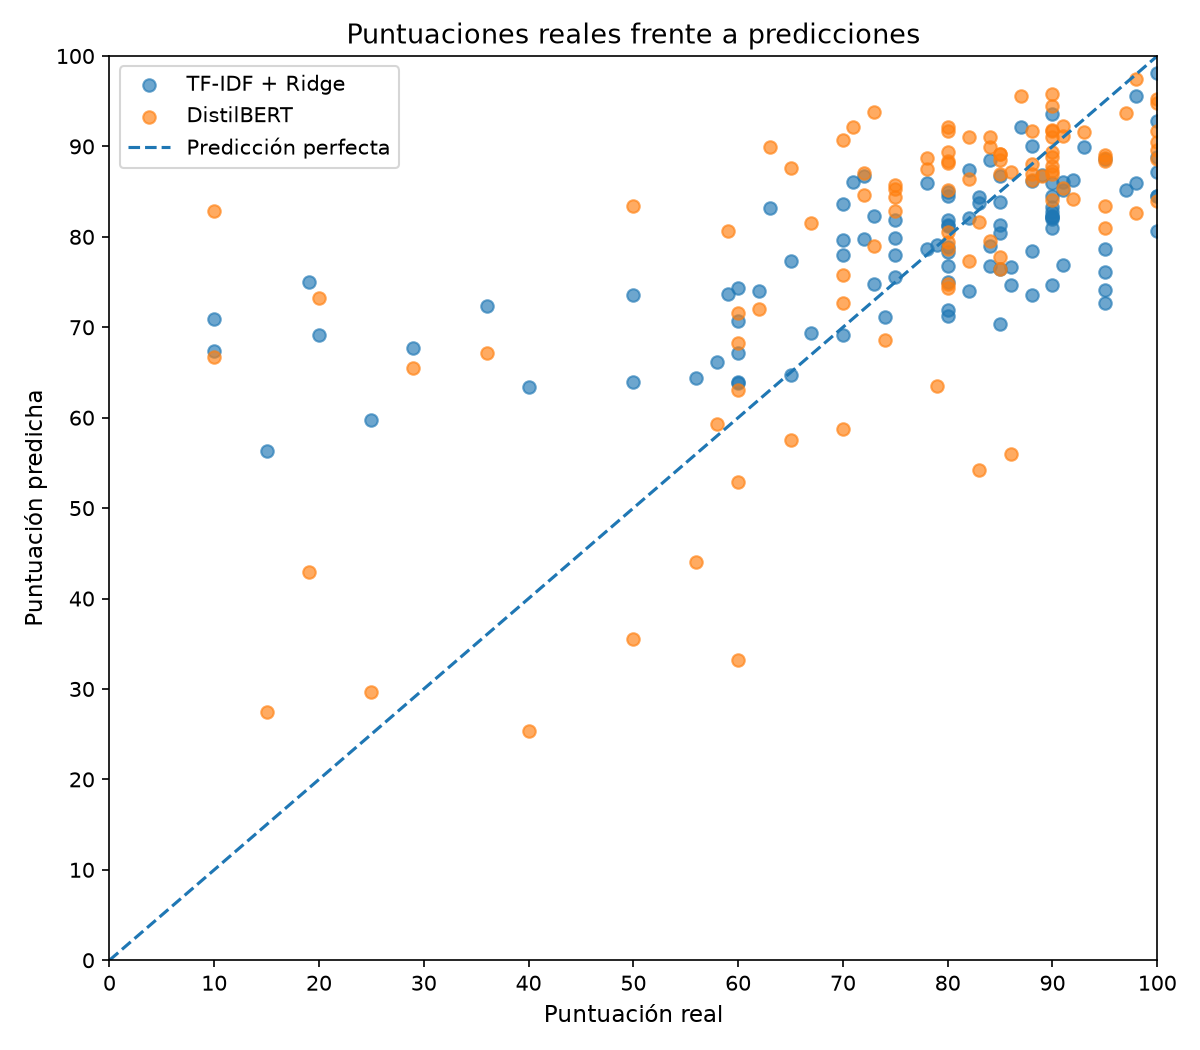 Puntuaciones reales frente a predicciones
TF-IDF + Ridge
DistilBERT
Predicción perfecta
Puntuación predicha
100
90
80
70
60
50
40
30
20
10
0
0 10 20 30 40 50 60 70 80 90 100
Puntuación real